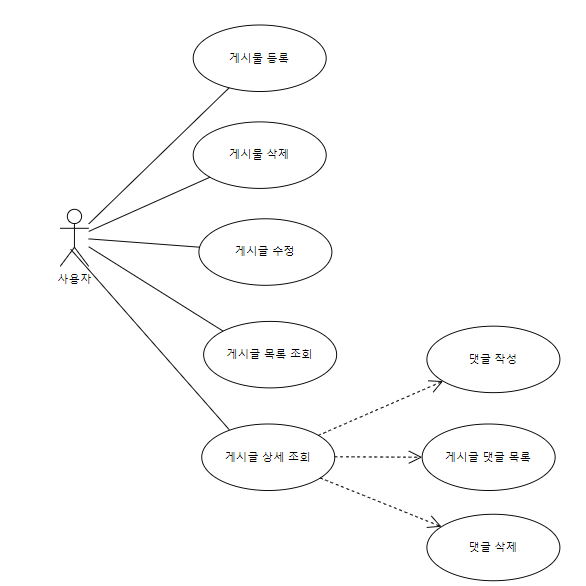 게시물 등록
게시물 삭제
게시글 수정
사용자
게시글 목록 조회
댓글 작성
게시글 상세 조회
게시글 댓글 목록
댓글 삭제